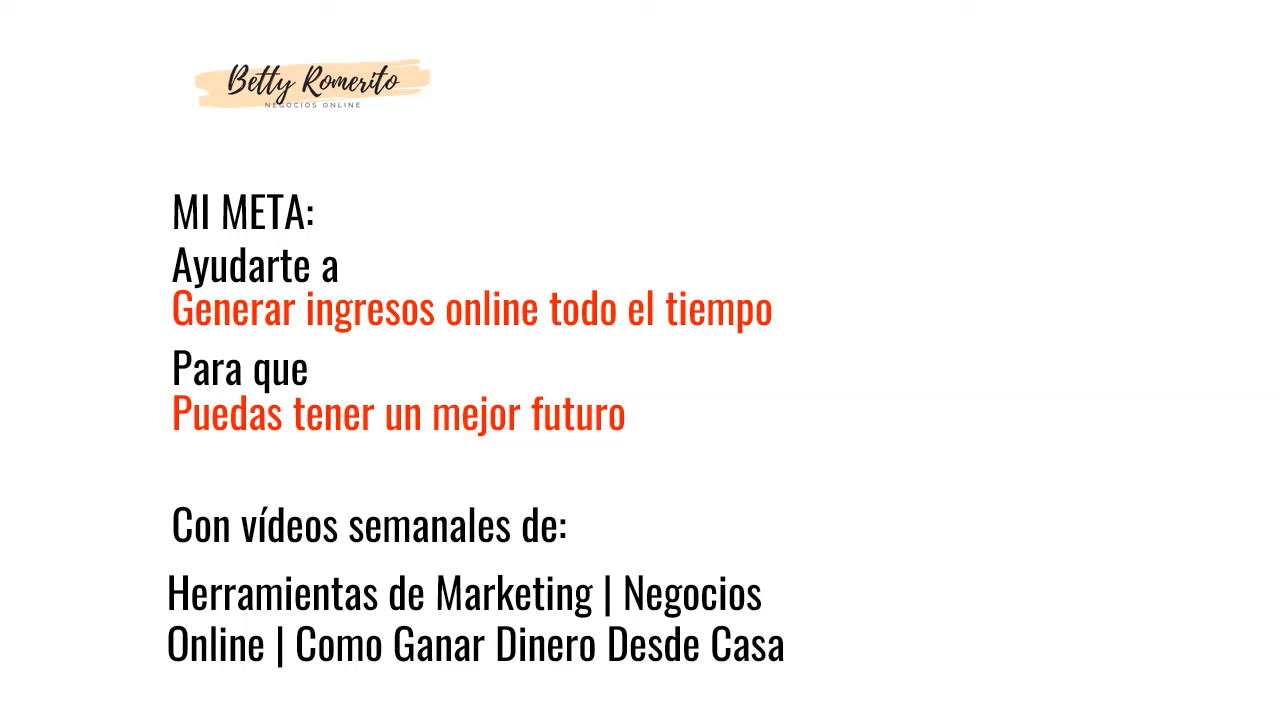 Betty Romerito
NEGOCIOS ONLINE
MI META:
Ayudarte a
Generar ingresos online todo el tiempo
Para que
Puedas tener un mejor futuro
Con vídeos semanales de:
Herramientas de Marketing | Negocios
Online | Como Ganar Dinero Desde Casa